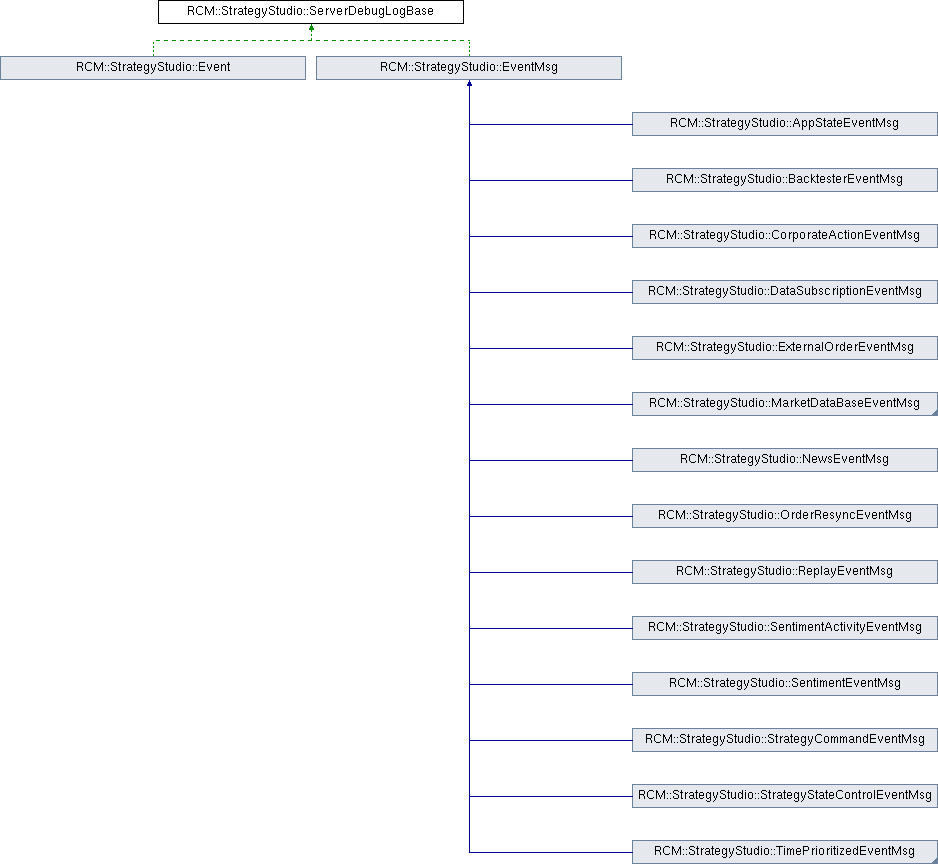 RCM::StrategyStudio::ServerDebugLogBase
RCM::StrategyStudio::Event
RCM::StrategyStudio::EventMsg
RCM::StrategyStudio::AppStateEventMsg
RCM::StrategyStudio::BacktesterEventMsg
RCM::StrategyStudio::CorporateActionEventMsg
RCM::StrategyStudio::DataSubscriptionEventMsg
RCM::StrategyStudio::ExternalOrderEventMsg
RCM::StrategyStudio::MarketDataBaseEventMsg
RCM::StrategyStudio::NewsEventMsg
RCM::StrategyStudio::OrderResyncEventMsg
RCM::StrategyStudio::ReplayEventMsg
RCM::StrategyStudio::SentimentActivityEventMsg
RCM::StrategyStudio::SentimentEventMsg
RCM::StrategyStudio::StrategyCommandEventMsg
RCM::StrategyStudio::StrategyStateControlEventMsg
RCM::StrategyStudio::TimePrioritizedEventMsg